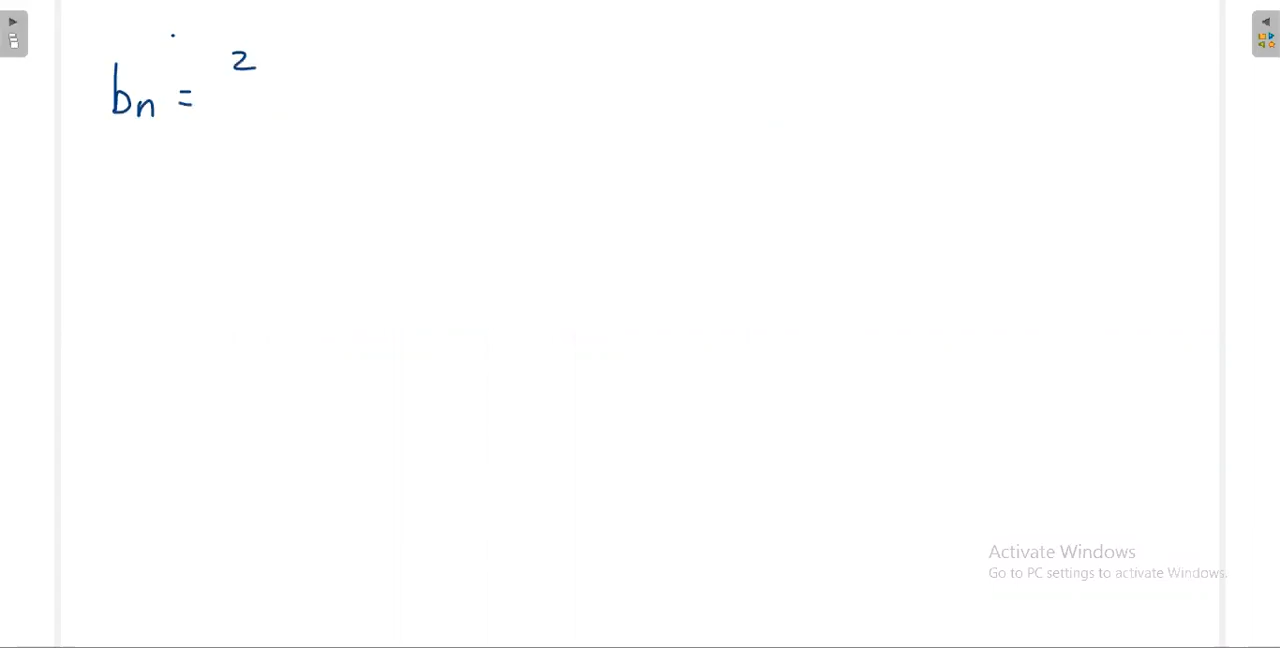 bₙ = 2
Activate Windows
Go to PC settings to activate Windows.